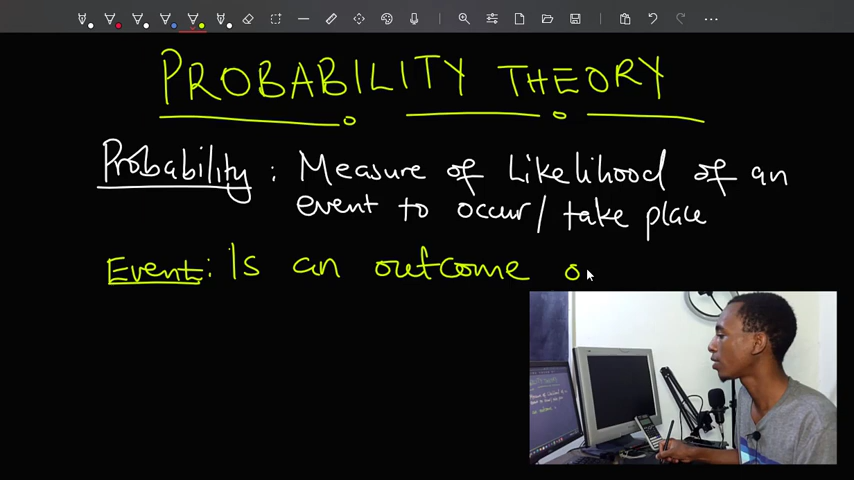 PROBABILITY THEORY
Probability : Measure of Likelihood of an
event to occur/ take place
Event: Is an outcome o